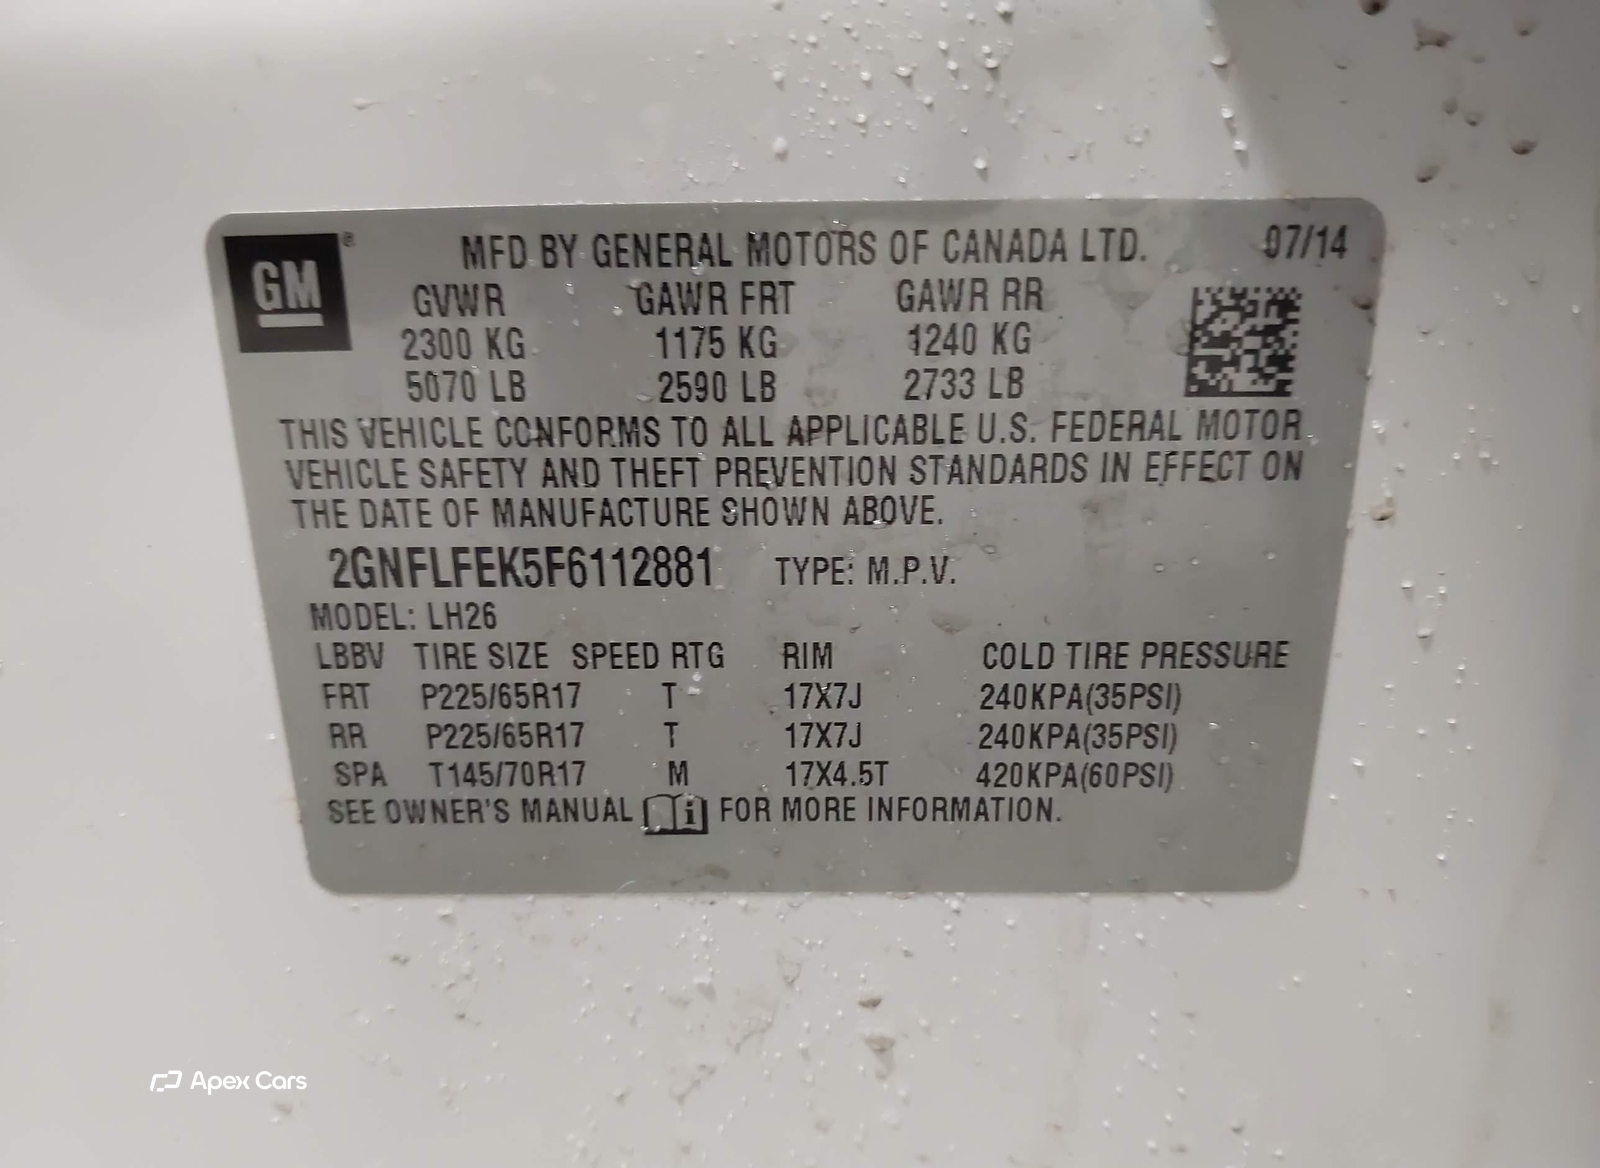 GM ® MFD BY GENERAL MOTORS OF CANADA LTD. 07/14
GVWR GAWR FRT GAWR RR
2300 KG 1175 KG 1240 KG
5070 LB 2590 LB 2733 LB
THIS VEHICLE CONFORMS TO ALL APPLICABLE U.S. FEDERAL MOTOR
VEHICLE SAFETY AND THEFT PREVENTION STANDARDS IN EFFECT ON
THE DATE OF MANUFACTURE SHOWN ABOVE.
2GNFLFEK5F6112881 TYPE: M.P.V.
MODEL: LH26
LBBV TIRE SIZE SPEED RTG RIM COLD TIRE PRESSURE
FRT P225/65R17 T 17X7J 240KPA(35PSI)
RR P225/65R17 T 17X7J 240KPA(35PSI)
SPA T145/70R17 M 17X4.5T 420KPA(60PSI)
SEE OWNER'S MANUAL i FOR MORE INFORMATION.
Apex Cars